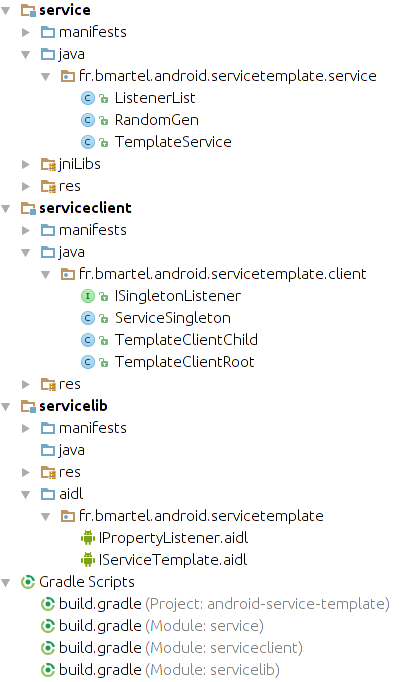 service
manifests
java
fr.bmartel.android.servicetemplate.service
C ListenerList
C RandomGen
C TemplateService
jniLibs
res
serviceclient
manifests
java
fr.bmartel.android.servicetemplate.client
I ISingletonListener
C ServiceSingleton
C TemplateClientChild
C TemplateClientRoot
res
servicelib
manifests
java
res
aidl
fr.bmartel.android.servicetemplate
IPropertyListener.aidl
IServiceTemplate.aidl
Gradle Scripts
build.gradle (Project: android-service-template)
build.gradle (Module: service)
build.gradle (Module: serviceclient)
build.gradle (Module: servicelib)